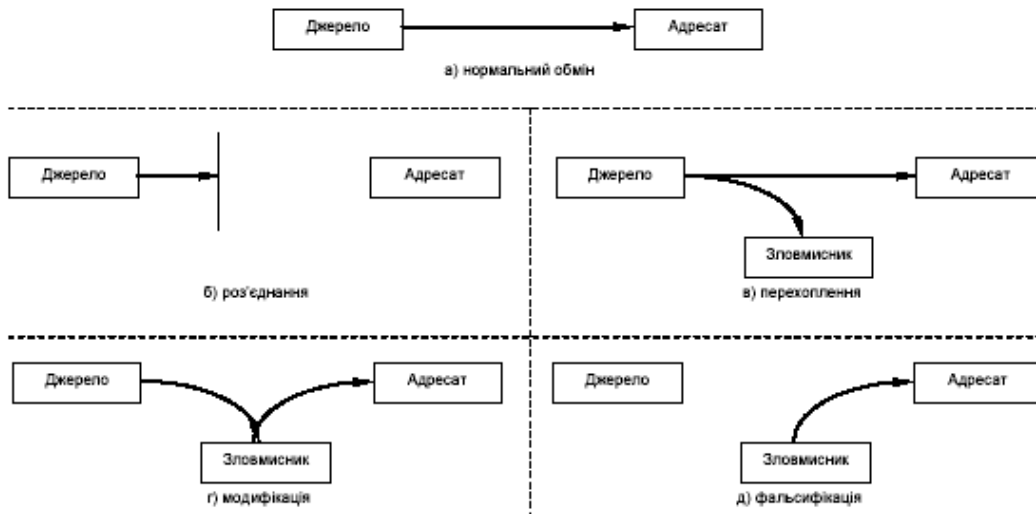 Джерело
Адресат
а) нормальний обмін
Джерело
Адресат
б) роз'єднання
Джерело
Адресат
Зловмисник
в) перехоплення
Джерело
Адресат
Зловмисник
г) модифікація
Джерело
Адресат
Зловмисник
д) фальсифікація